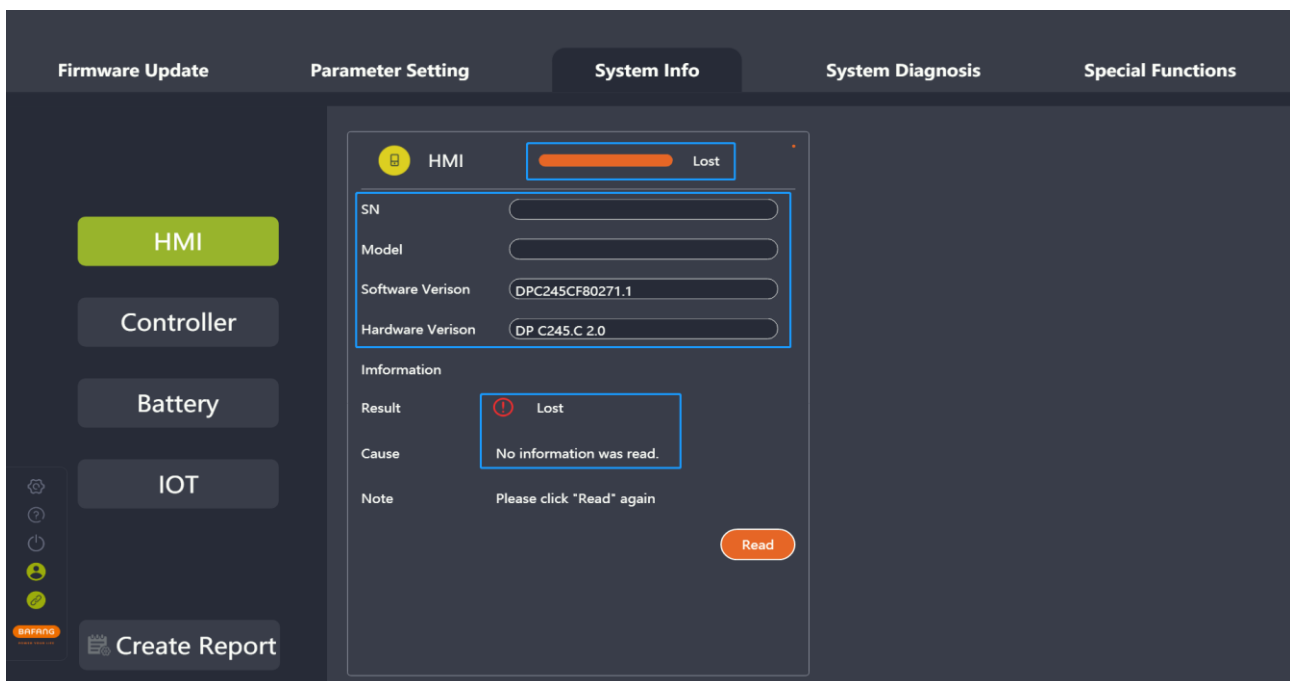 Firmware Update
Parameter Setting
System Info
System Diagnosis
Special Functions
HMI
Controller
Battery
IOT
BAFANG
Create Report
HMI
Lost
SN
Model
Software Verison DPC245CF80271.1
Hardware Verison DP C245.C 2.0
Imformation
Result Lost
Cause No information was read.
Note Please click "Read" again
Read